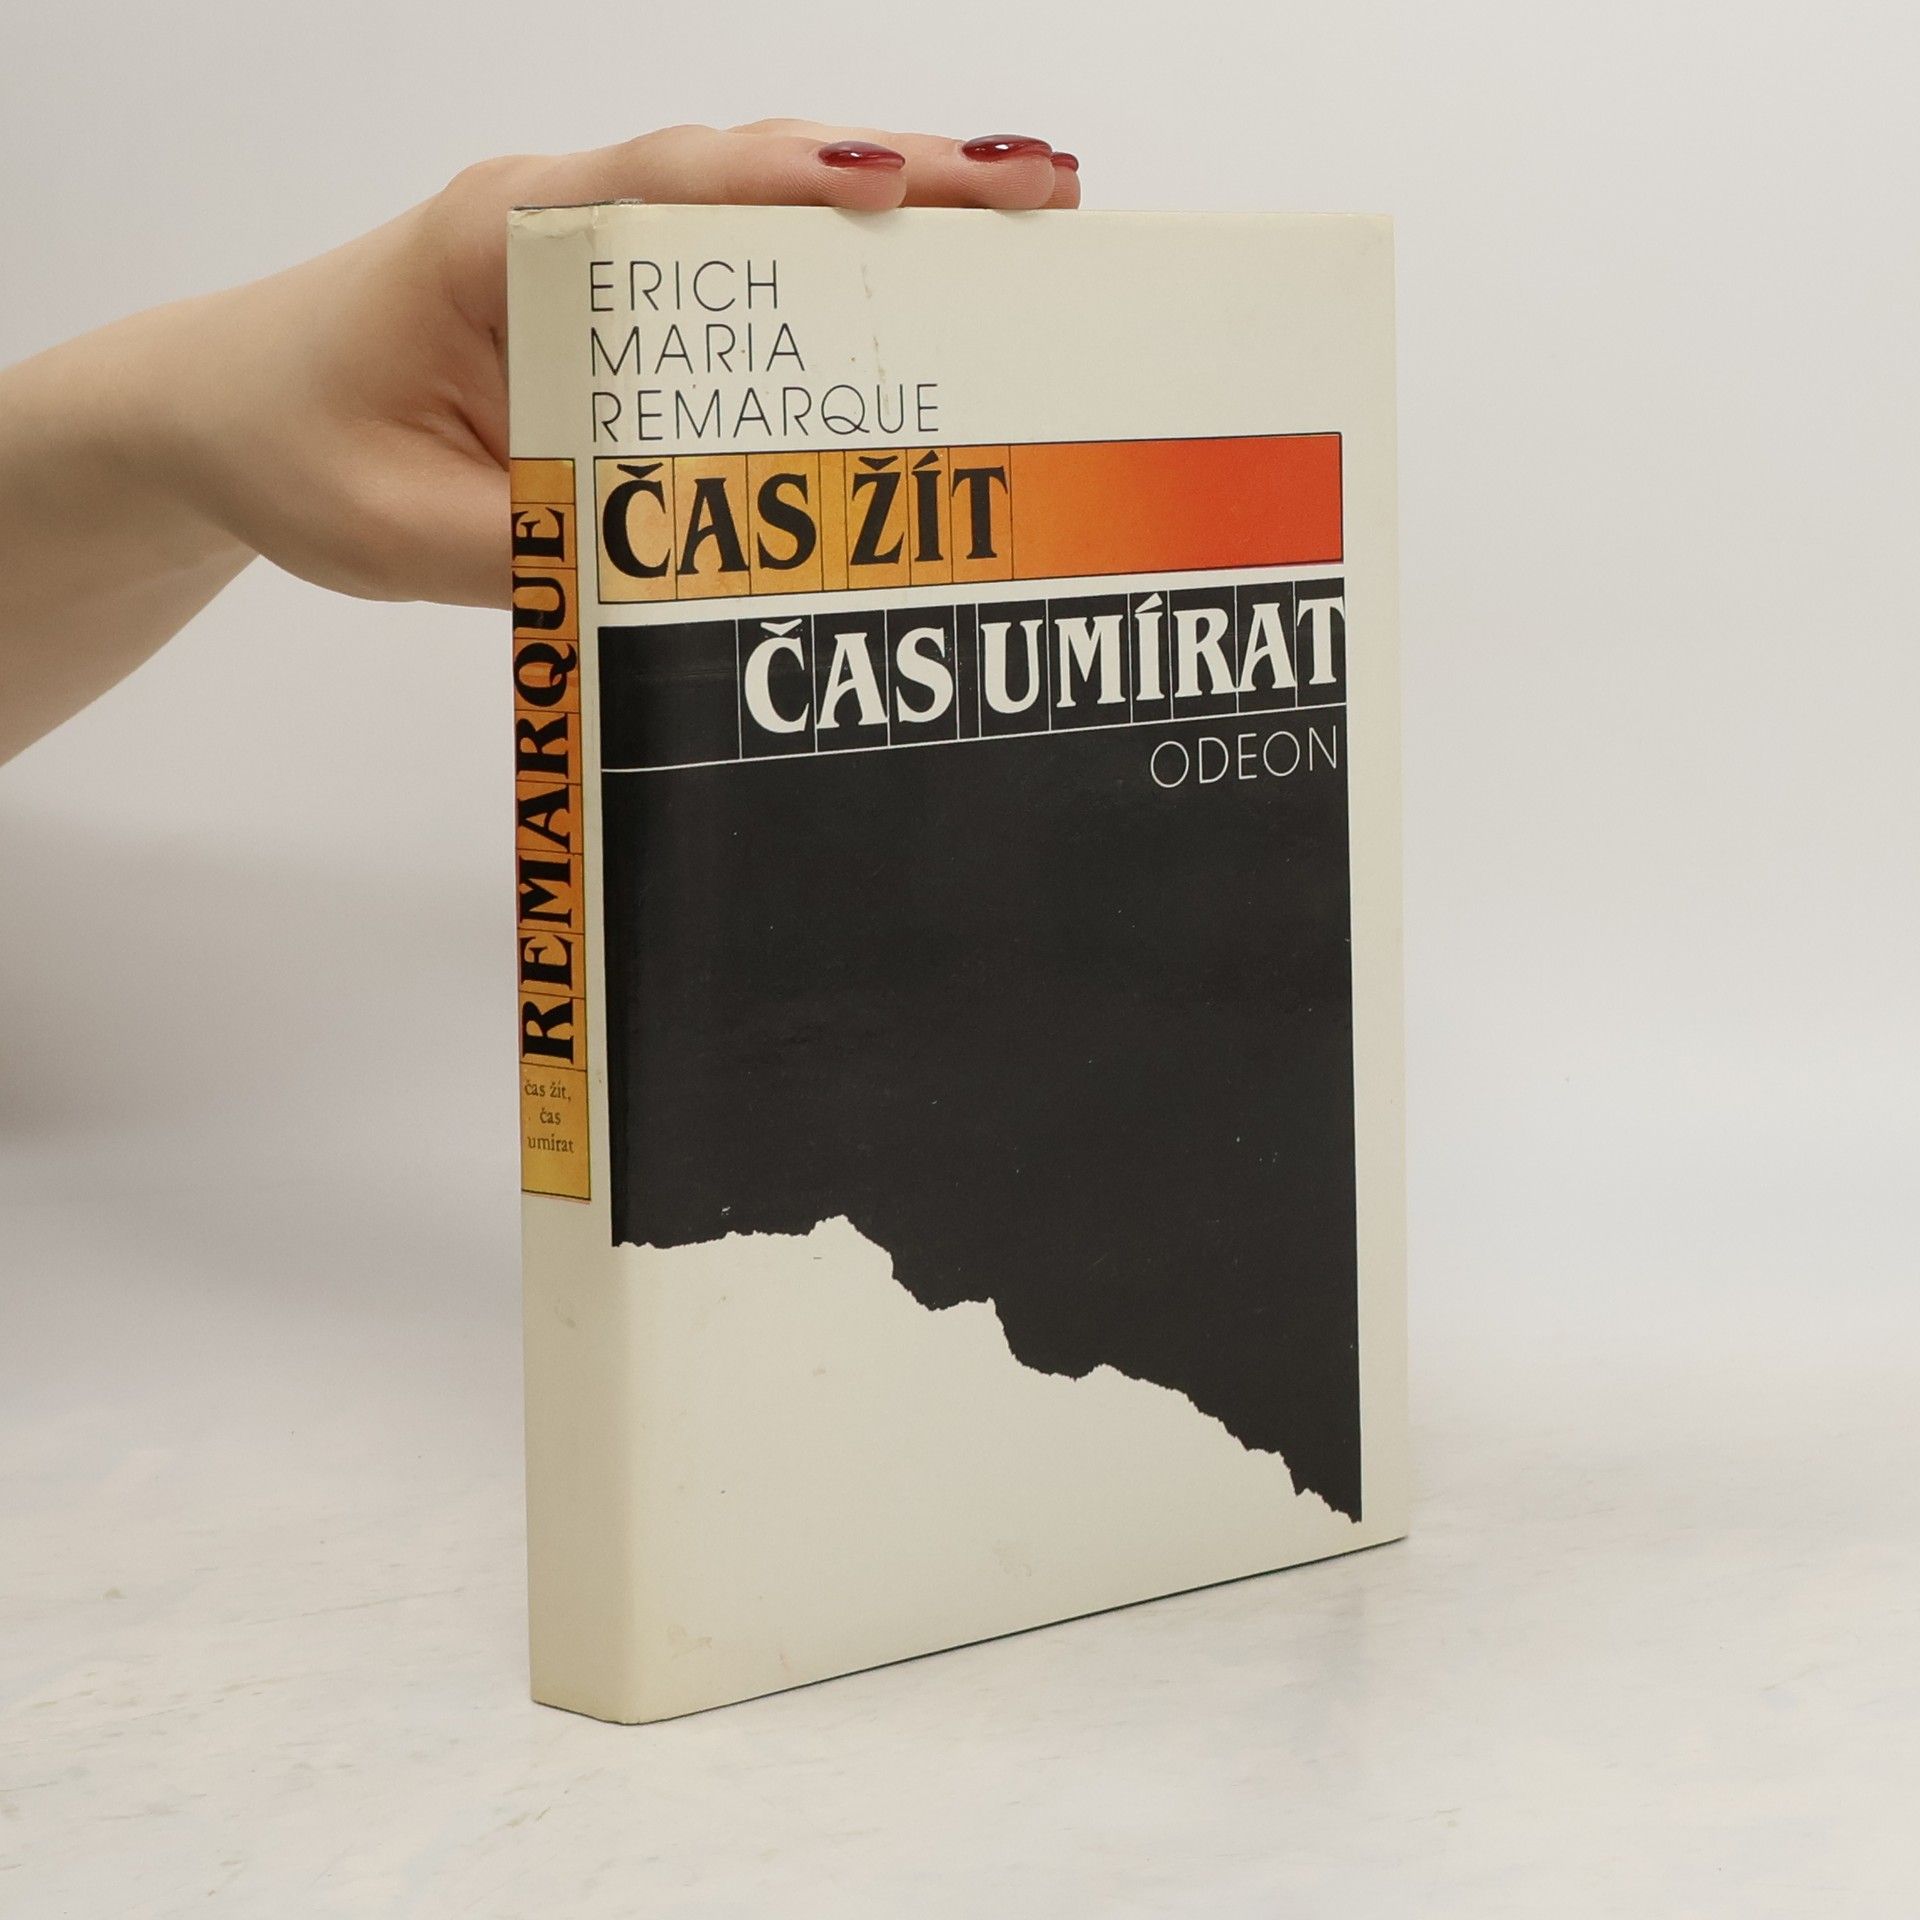 ERICH
MARIA
REMARQUE
ČAS ŽÍT
ČAS UMÍRAT
ODEON
REMARQUE
čas žít,
čas
umírat